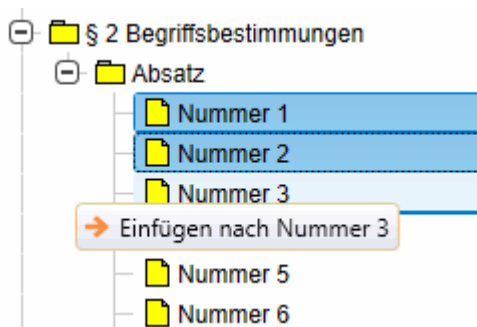 § 2 Begriffsbestimmungen
Absatz
Nummer 1
Nummer 2
Nummer 3
Einfügen nach Nummer 3
Nummer 5
Nummer 6